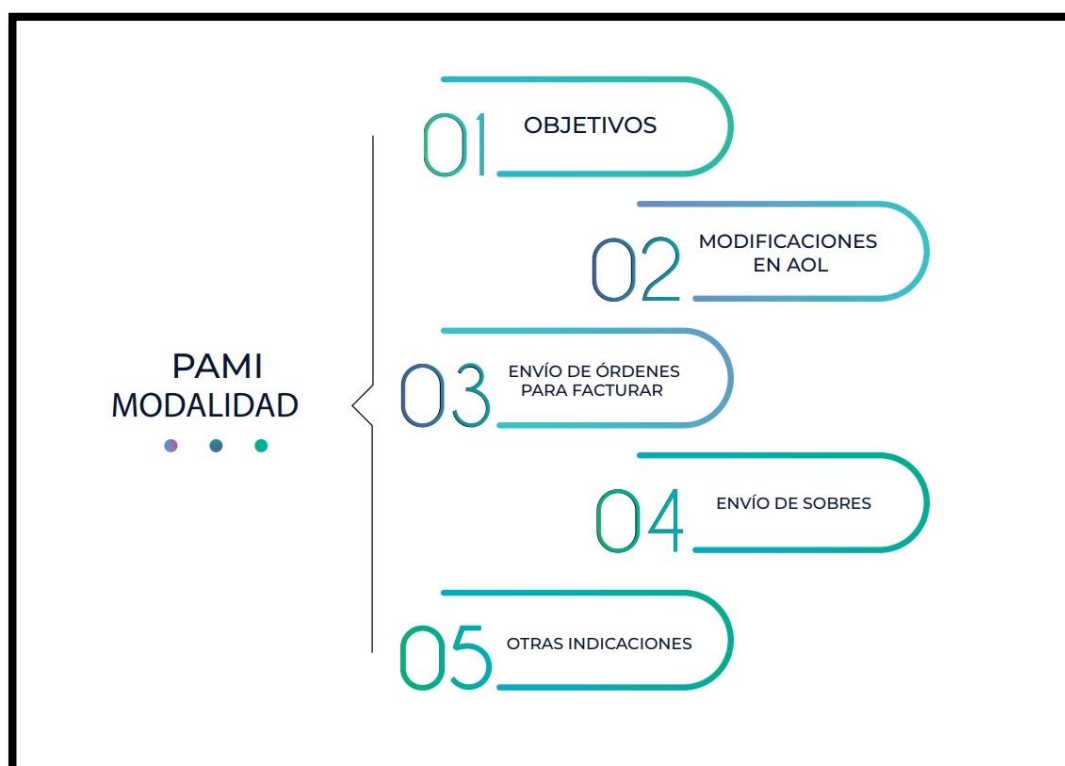 PAMI
MODALIDAD
01
OBJETIVOS
02
MODIFICACIONES
EN AOL
03
ENVÍO DE ÓRDENES
PARA FACTURAR
04
ENVÍO DE SOBRES
05
OTRAS INDICACIONES